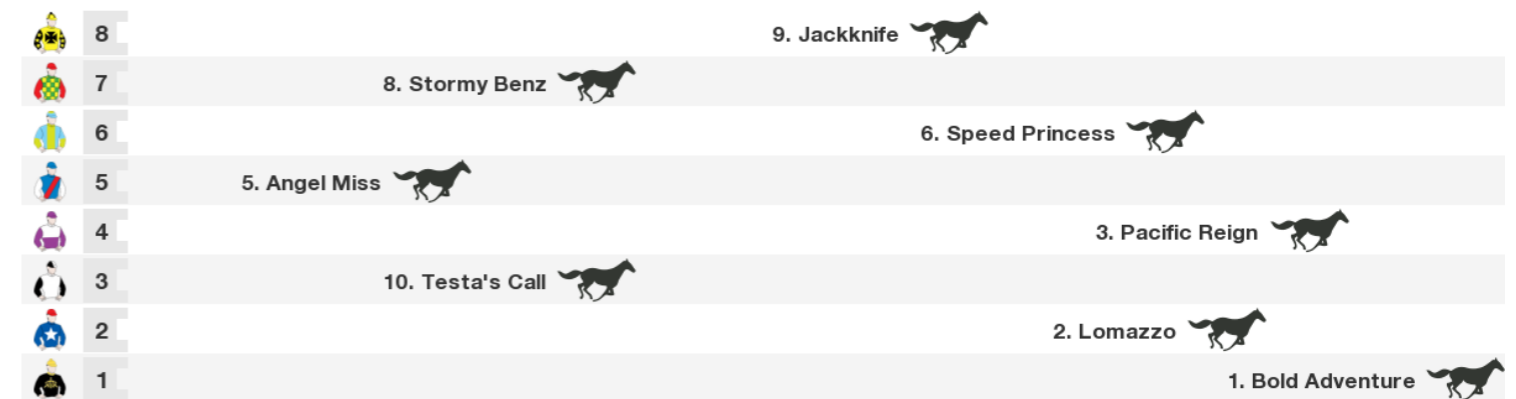 8 9. Jackknife
7 8. Stormy Benz
6 6. Speed Princess
5 5. Angel Miss
4 3. Pacific Reign
3 10. Testa's Call
2 2. Lomazzo
1 1. Bold Adventure